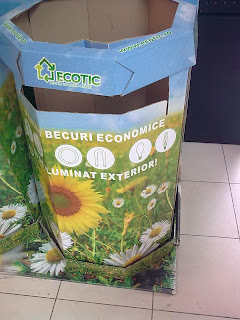 ECOTIC
BECURI ECONOMICE
ILUMINAT EXTERIOR!